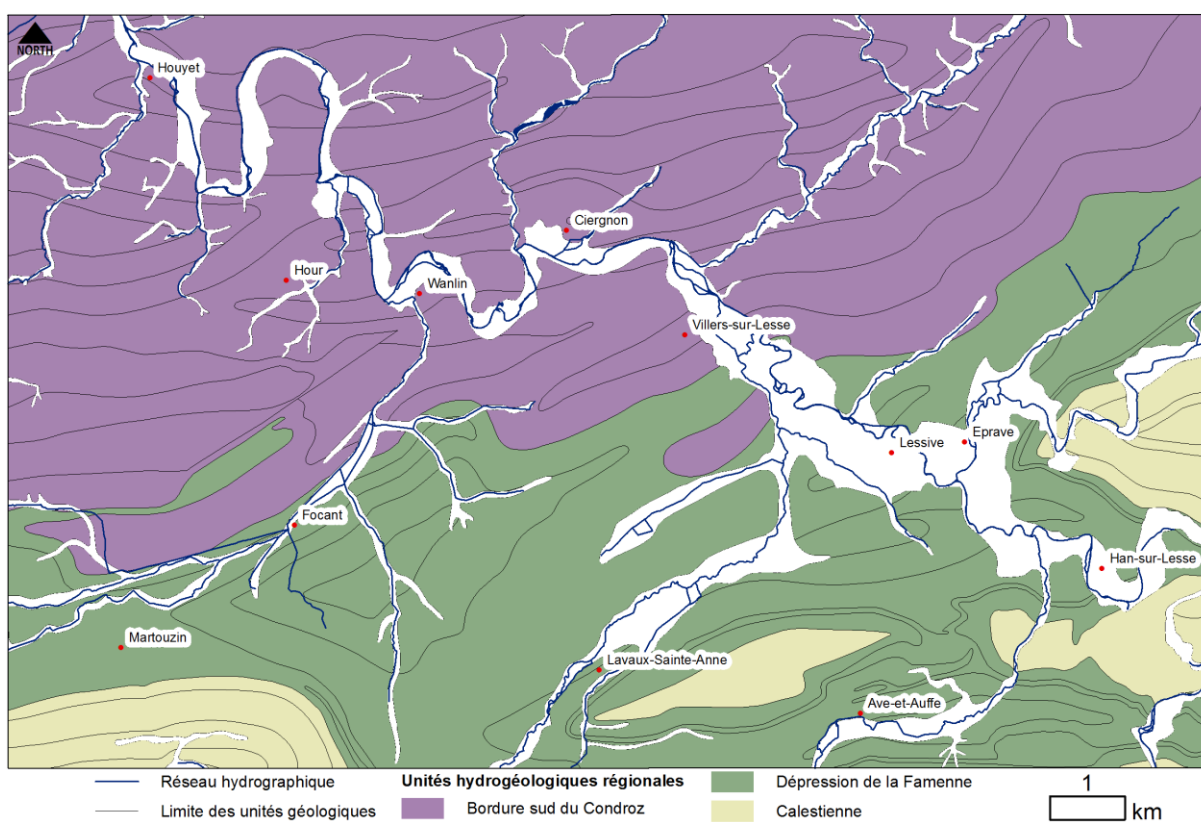 NORTH
Houyet
Ciergnon
Hour
Wanlin
Villers-sur-Lesse
Eprave
Lessive
Focant
Han-sur-Lesse
Martouzin
Lavaux-Sainte-Anne
Ave-et-Auffe
Réseau hydrographique
Limite des unités géologiques
Unités hydrogéologiques régionales
Bordure sud du Condroz
Dépression de la Famenne
Calestienne
1
km